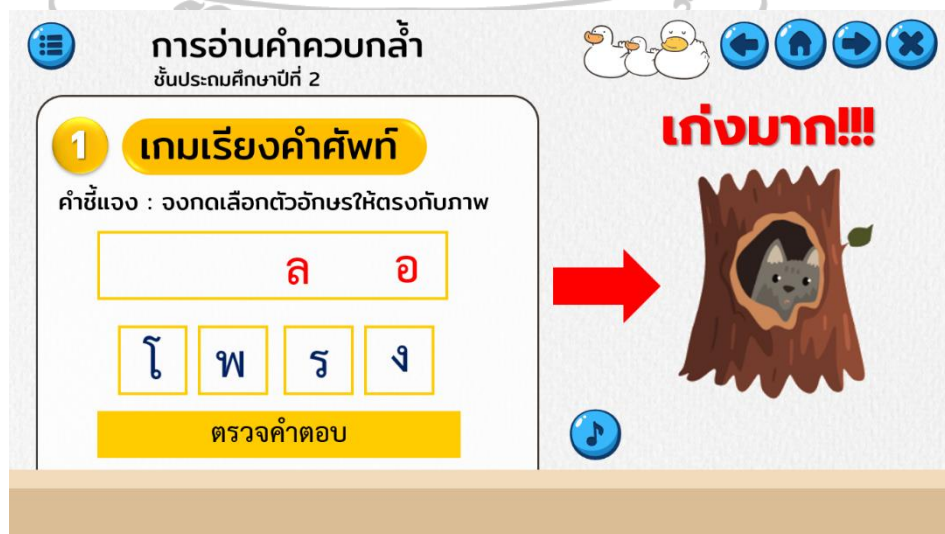 การอ่านคำควบกล้ำ
ชั้นประถมศึกษาปีที่ 2
เก่งมาก!!!
1 เกมเรียงคำศัพท์
คำชี้แจง : จงกดเลือกตัวอักษรให้ตรงกับภาพ
ล อ
โ พ ร ง
ตรวจคำตอบ